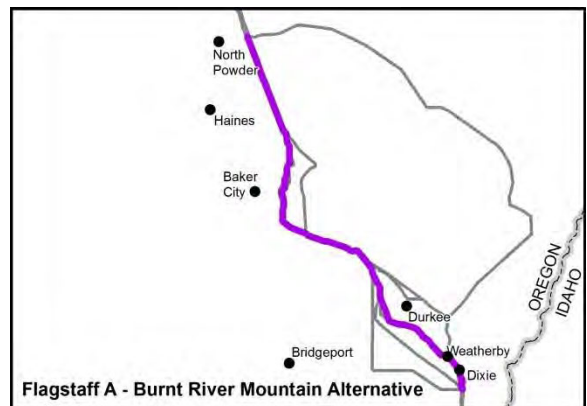 North
Powder
Haines
Baker
City
OREGON
IDAHO
Durkee
Weatherby
Bridgeport
Dixie
Flagstaff A - Burnt River Mountain Alternative